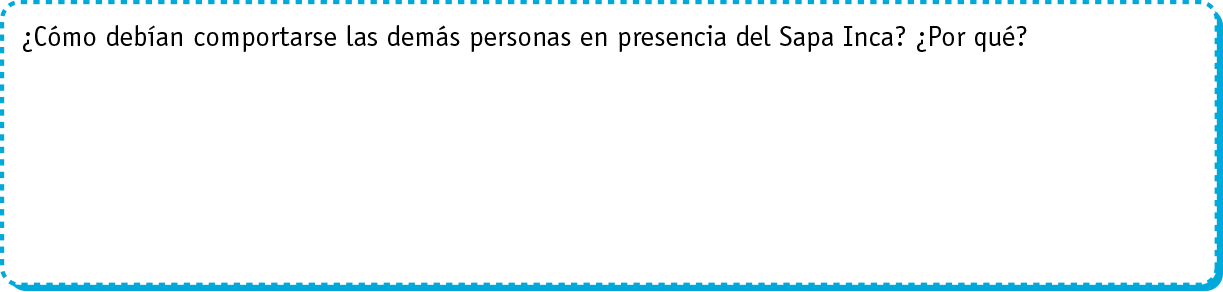 ¿Cómo debían comportarse las demás personas en presencia del Sapa Inca? ¿Por qué?